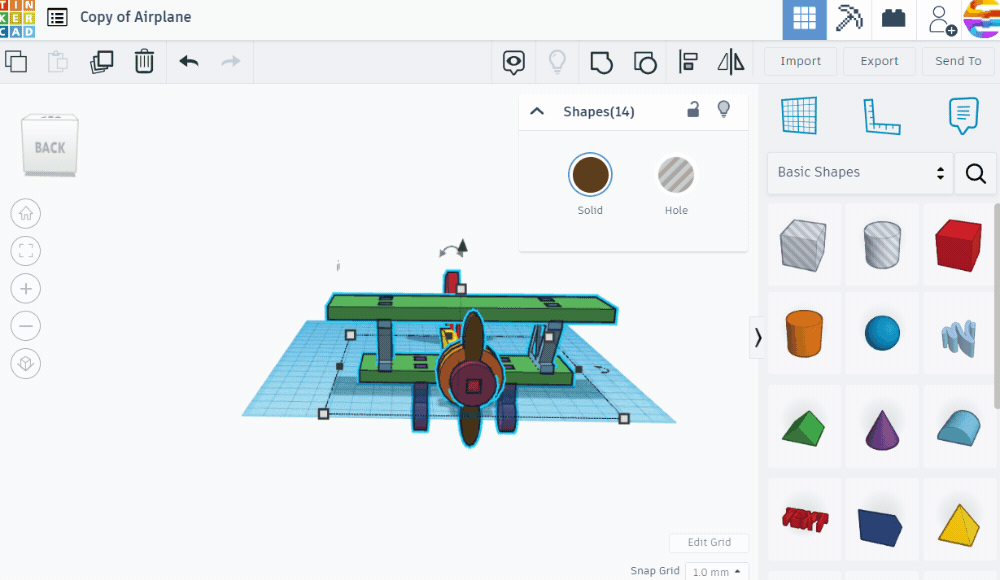 TIN
KER
CAD
Copy of Airplane
Import
Export
Send To
Shapes(14)
Solid
Hole
BACK
Basic Shapes
TEXT
Edit Grid
Snap Grid
1.0 mm